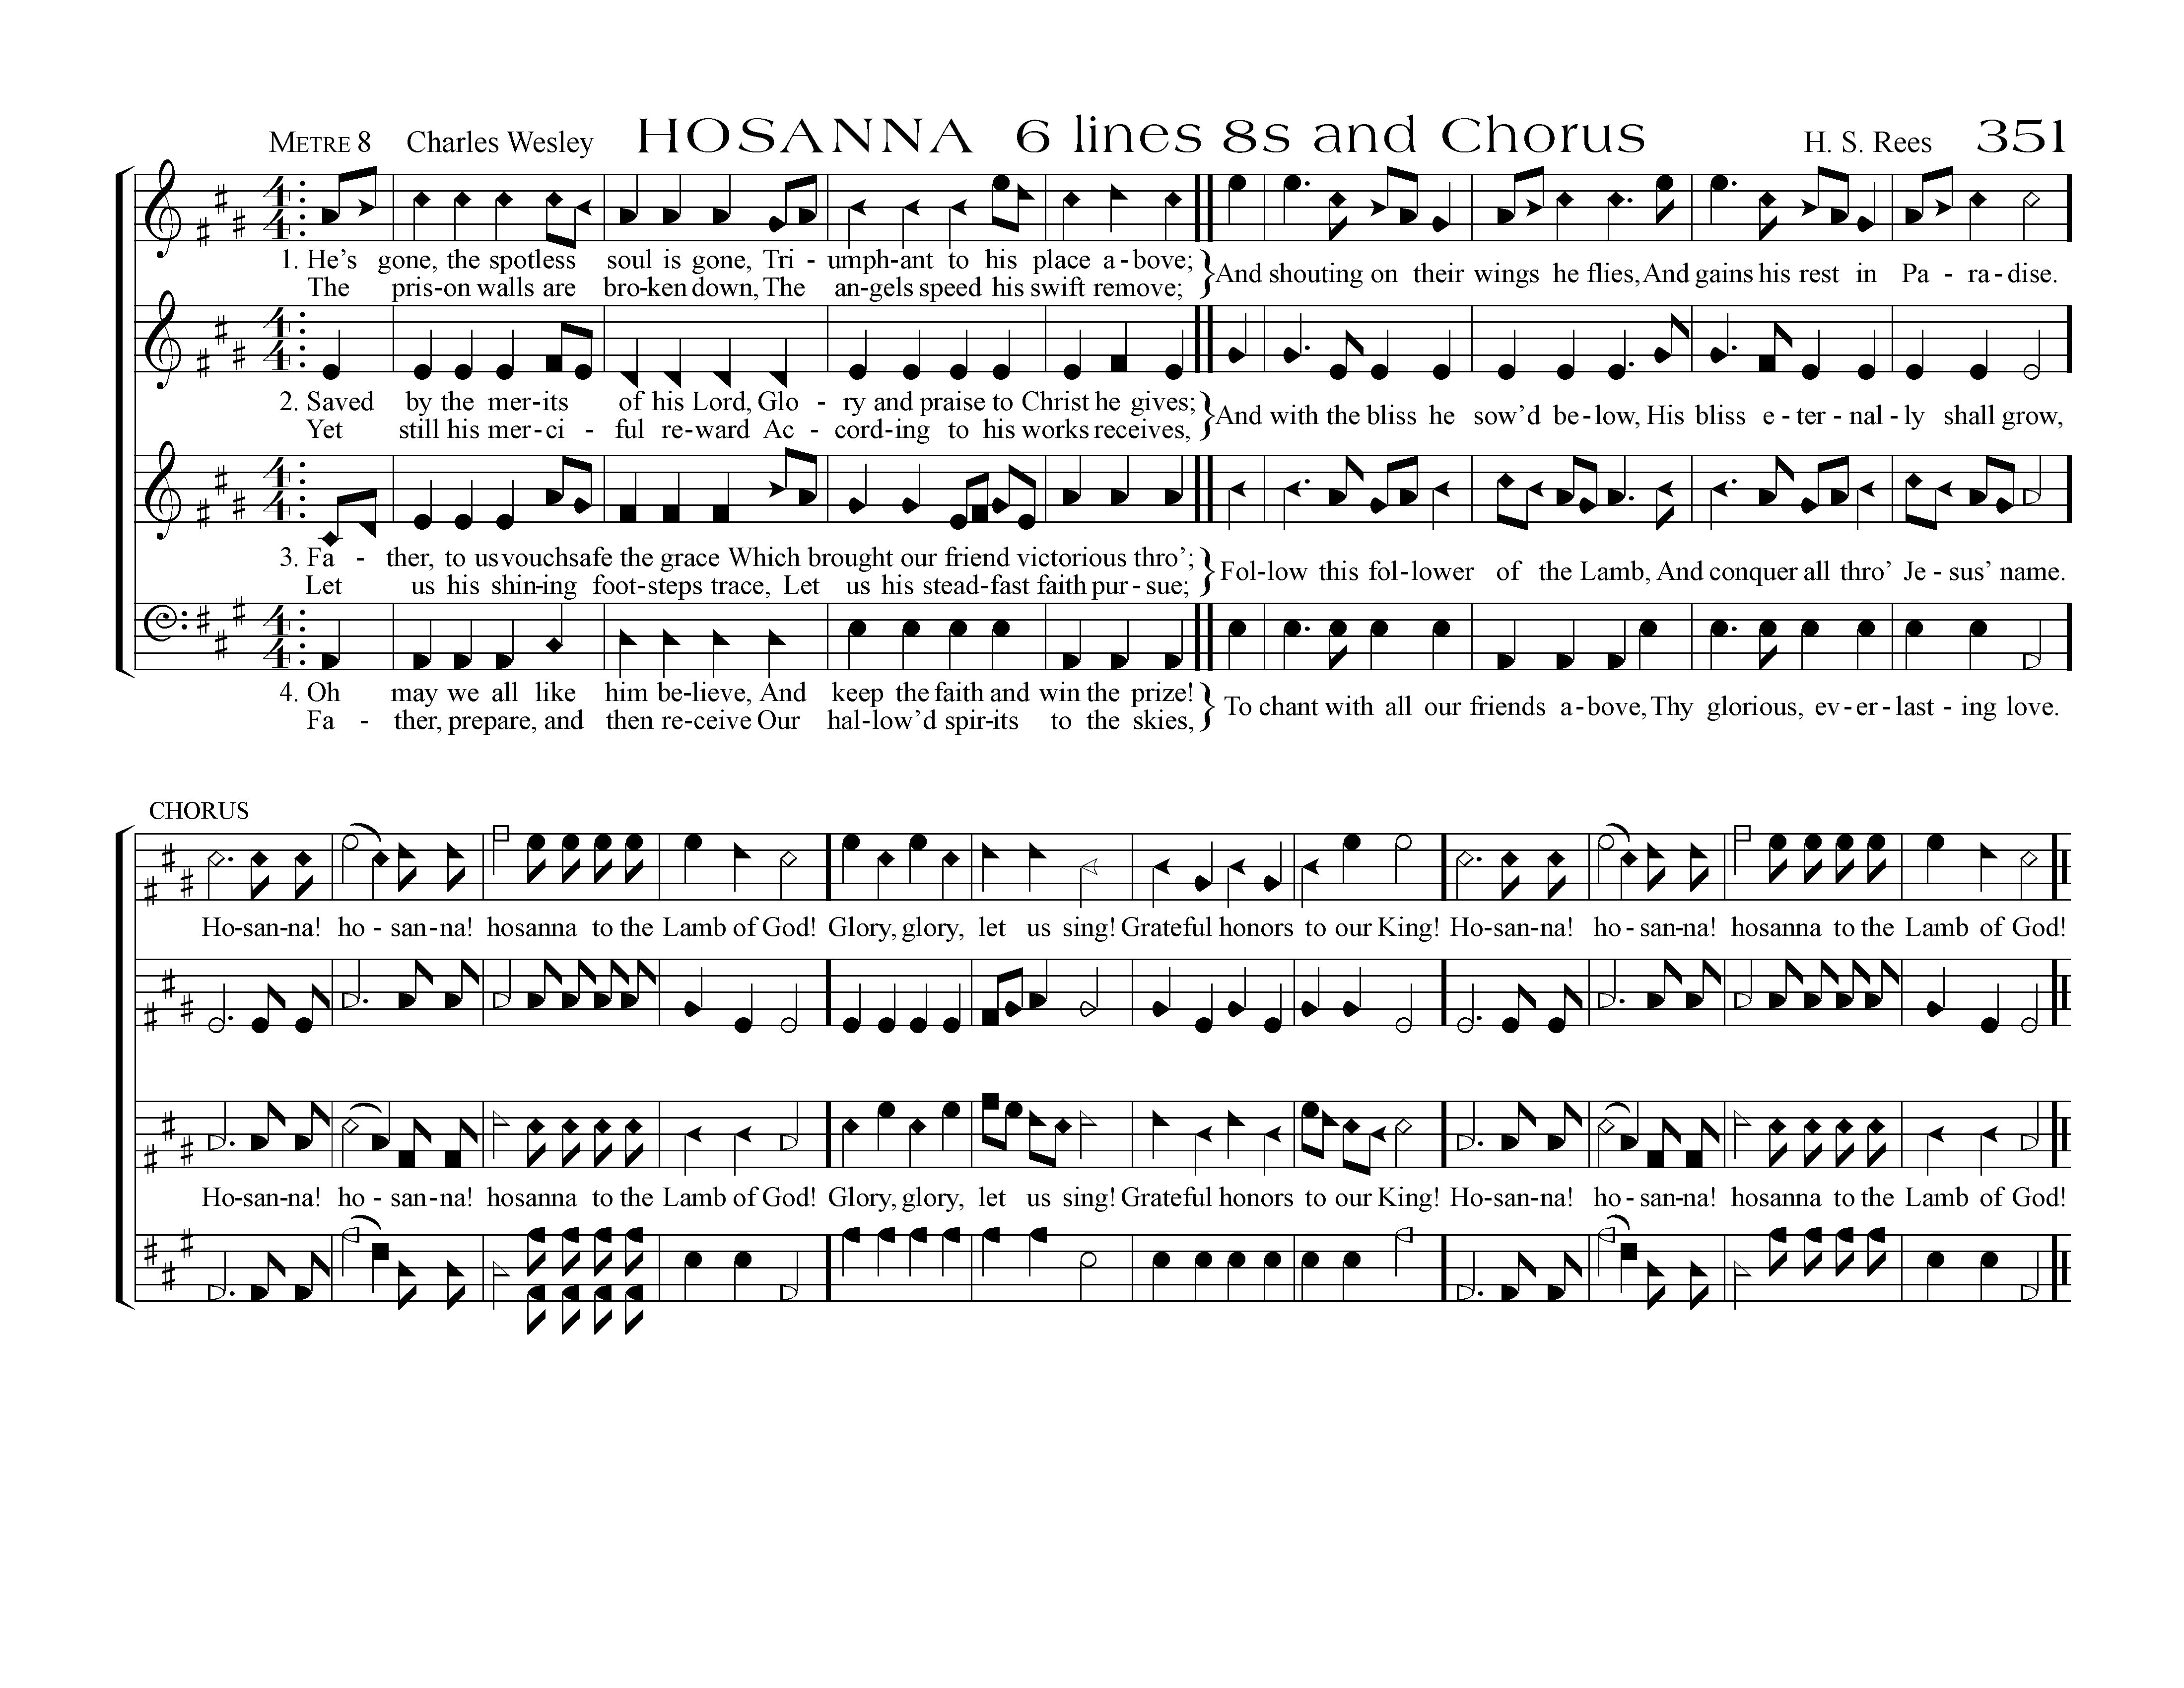 METRE 8 Charles Wesley HOSANNA 6 lines 8s and Chorus H. S. Rees 351
4/4
1. He's gone, the spotless soul is gone, Tri - umph-ant to his place a-bove; } And shouting on their wings he flies, And gains his rest in Pa - ra-dise.
The pris-on walls are bro-ken down, The an-gels speed his swift remove;
4/4
2. Saved by the mer-its of his Lord, Glo - ry and praise to Christ he gives; } And with the bliss he sow'd be-low, His bliss e-ter-nal-ly shall grow,
Yet still his mer-ci - ful re-ward Ac - cord-ing to his works receives,
4/4
3. Fa - ther, to us vouchsafe the grace Which brought our friend victorious thro'; } Fol-low this fol-lower of the Lamb, And conquer all thro' Je-sus' name.
Let us his shin-ing foot-steps trace, Let us his stead-fast faith pur-sue;
4/4
4. Oh may we all like him be-lieve, And keep the faith and win the prize! } To chant with all our friends a-bove, Thy glorious, ev-er-last-ing love.
Fa - ther, prepare, and then re-ceive Our hal-low'd spir-its to the skies,
CHORUS
Ho-san-na! ho-san-na! hosanna to the Lamb of God! Glory, glory, let us sing! Grateful honors to our King! Ho-san-na! ho-san-na! hosanna to the Lamb of God!
Ho-san-na! ho-san-na! hosanna to the Lamb of God! Glory, glory, let us sing! Grateful honors to our King! Ho-san-na! ho-san-na! hosanna to the Lamb of God!